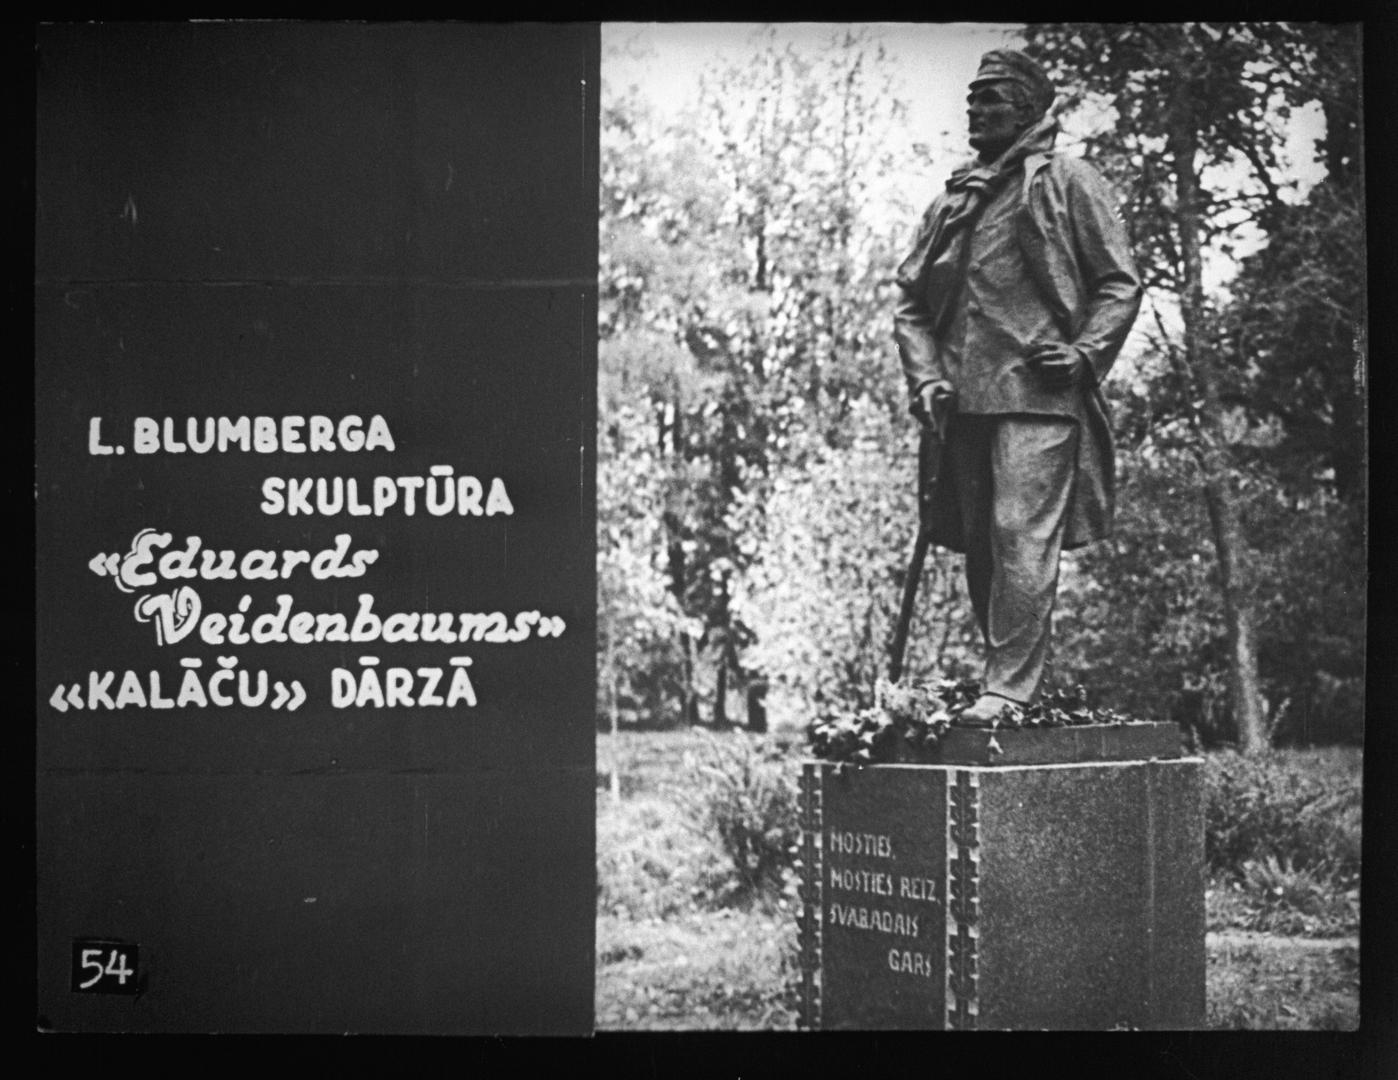 L. BLUMBERGA
SKULPTŪRA
«Eduards
Veidenbaums»
«KALĀČU» DĀRZĀ
54
MOSTIES,
MOSTIES REIZ,
SVABADAIS
GARS